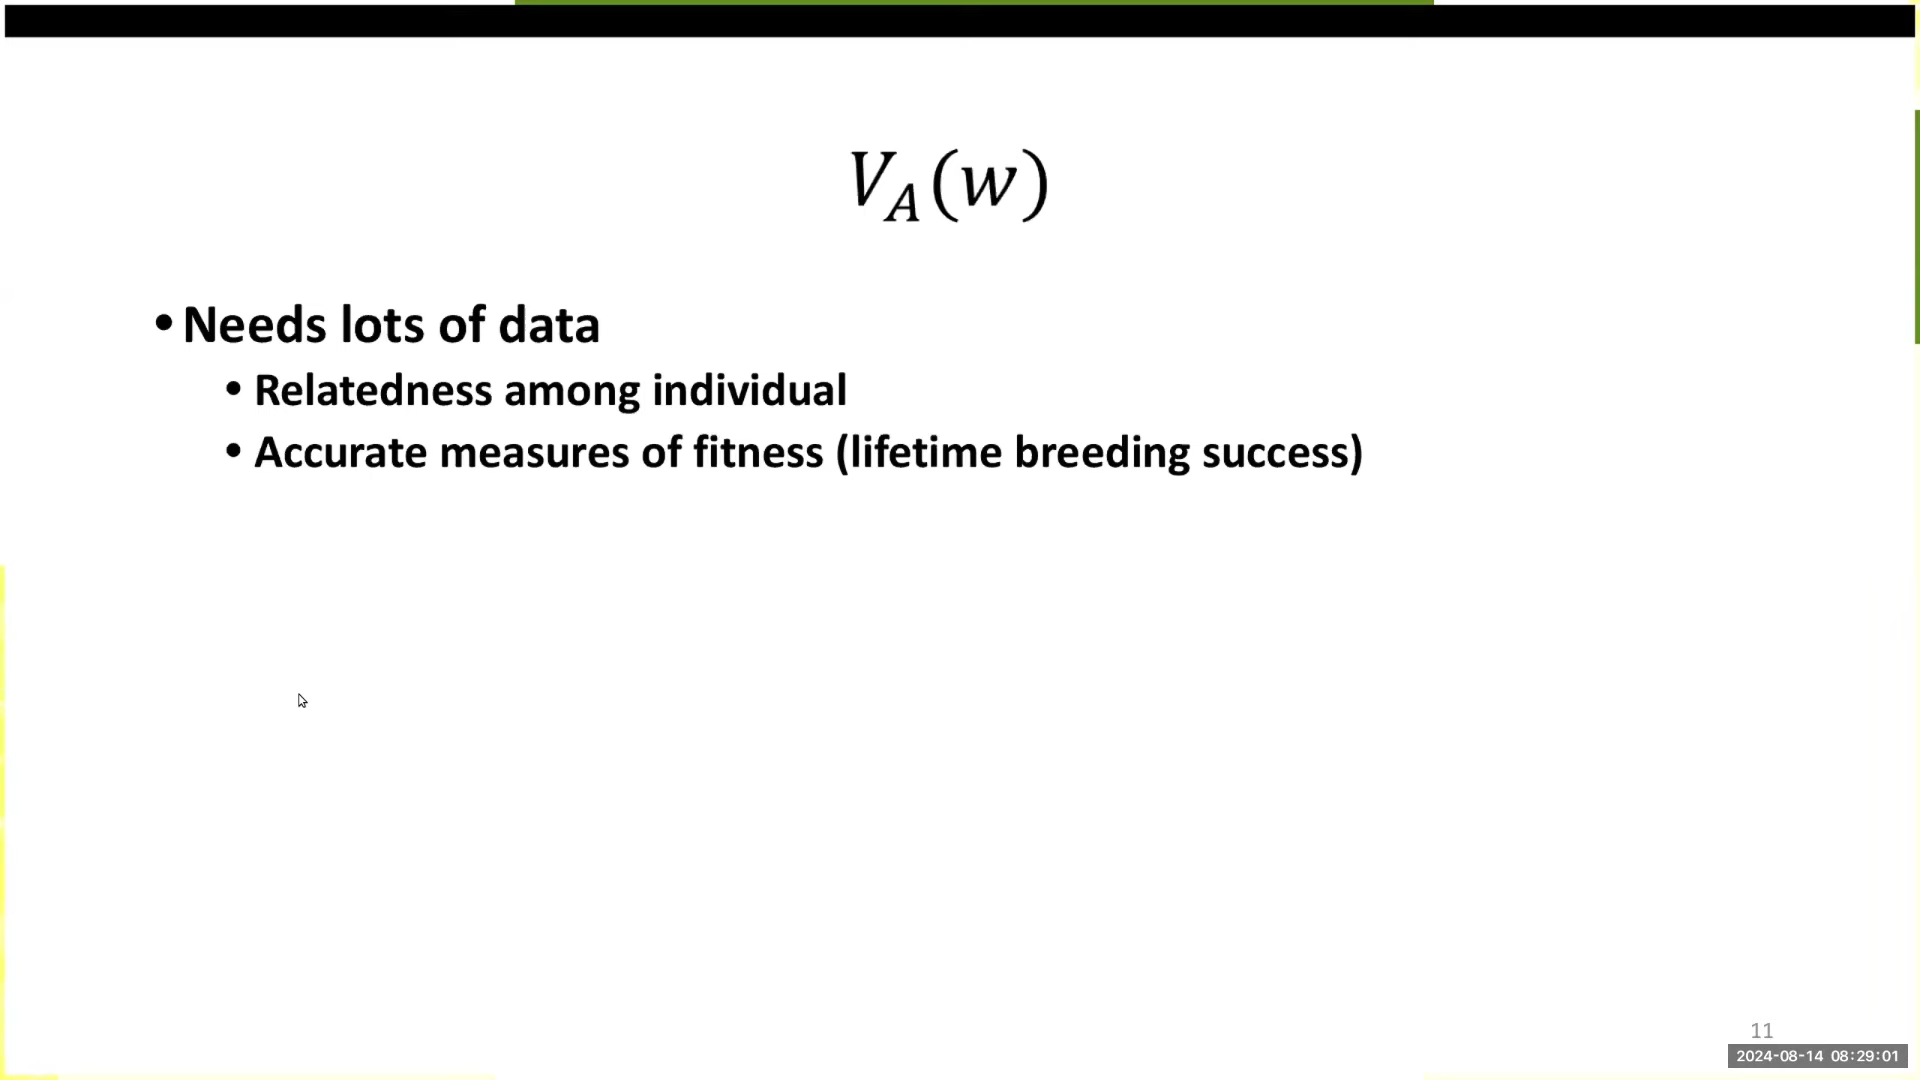 V_A(w)
• Needs lots of data
• Relatedness among individual
• Accurate measures of fitness (lifetime breeding success)
11
2024-08-14 08:29:01